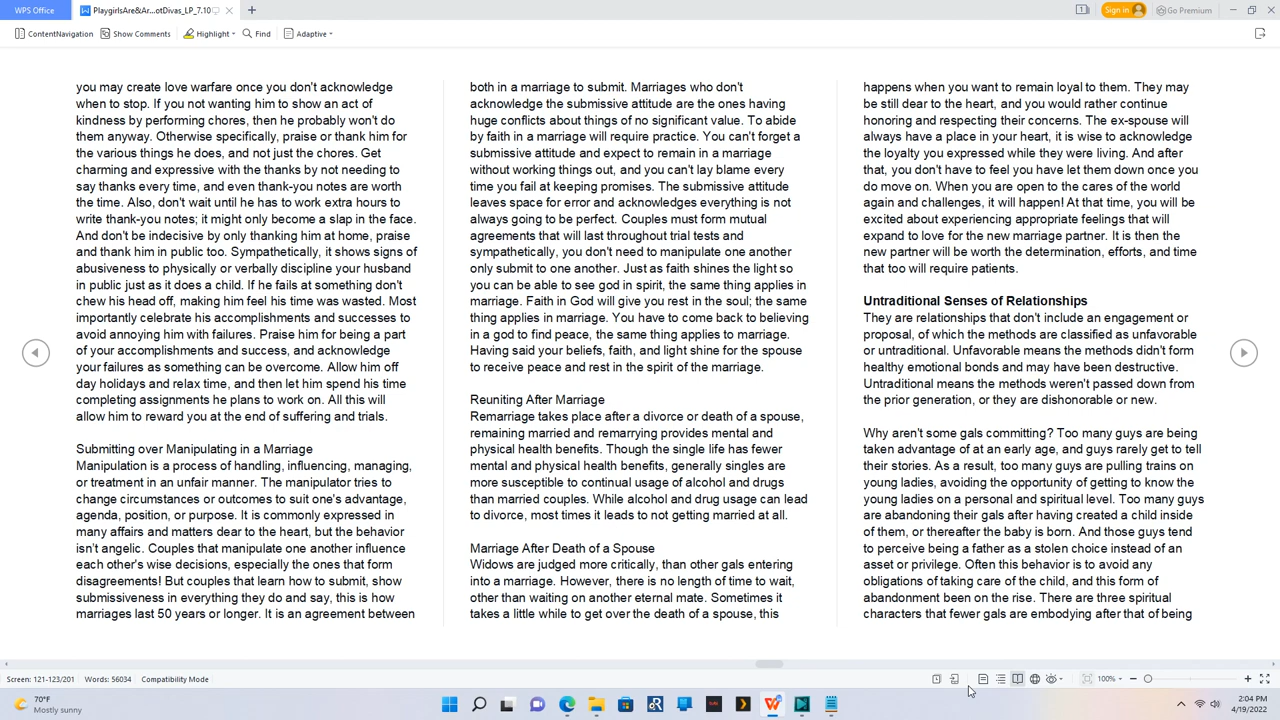 WPS Office
PlaygirlsAre&Ar...otDivas_LP_7.10
Sign in
Go Premium
ContentNavigation
Show Comments
Highlight
Find
Adaptive
you may create love warfare once you don't acknowledge
when to stop. If you not wanting him to show an act of
kindness by performing chores, then he probably won't do
them anyway. Otherwise specifically, praise or thank him for
the various things he does, and not just the chores. Get
charming and expressive with the thanks by not needing to
say thanks every time, and even thank-you notes are worth
the time. Also, don't wait until he has to work extra hours to
write thank-you notes; it might only become a slap in the face.
And don't be indecisive by only thanking him at home, praise
and thank him in public too. Sympathetically, it shows signs of
abusiveness to physically or verbally discipline your husband
in public just as it does a child. If he fails at something don't
chew his head off, making him feel his time was wasted. Most
importantly celebrate his accomplishments and successes to
avoid annoying him with failures. Praise him for being a part
of your accomplishments and success, and acknowledge
your failures as something can be overcome. Allow him off
day holidays and relax time, and then let him spend his time
completing assignments he plans to work on. All this will
allow him to reward you at the end of suffering and trials.
Submitting over Manipulating in a Marriage
Manipulation is a process of handling, influencing, managing,
or treatment in an unfair manner. The manipulator tries to
change circumstances or outcomes to suit one's advantage,
agenda, position, or purpose. It is commonly expressed in
many affairs and matters dear to the heart, but the behavior
isn't angelic. Couples that manipulate one another influence
each other's wise decisions, especially the ones that form
disagreements! But couples that learn how to submit, show
submissiveness in everything they do and say, this is how
marriages last 50 years or longer. It is an agreement between
both in a marriage to submit. Marriages who don't
acknowledge the submissive attitude are the ones having
huge conflicts about things of no significant value. To abide
by faith in a marriage will require practice. You can't forget a
submissive attitude and expect to remain in a marriage
without working things out, and you can't lay blame every
time you fail at keeping promises. The submissive attitude
leaves space for error and acknowledges everything is not
always going to be perfect. Couples must form mutual
agreements that will last throughout trial tests and
sympathetically, you don't need to manipulate one another
only submit to one another. Just as faith shines the light so
you can be able to see god in spirit, the same thing applies in
marriage. Faith in God will give you rest in the soul; the same
thing applies in marriage. You have to come back to believing
in a god to find peace, the same thing applies to marriage.
Having said your beliefs, faith, and light shine for the spouse
to receive peace and rest in the spirit of the marriage.
Reuniting After Marriage
Remarriage takes place after a divorce or death of a spouse,
remaining married and remarrying provides mental and
physical health benefits. Though the single life has fewer
mental and physical health benefits, generally singles are
more susceptible to continual usage of alcohol and drugs
than married couples. While alcohol and drug usage can lead
to divorce, most times it leads to not getting married at all.
Marriage After Death of a Spouse
Widows are judged more critically, than other gals entering
into a marriage. However, there is no length of time to wait,
other than waiting on another eternal mate. Sometimes it
takes a little while to get over the death of a spouse, this
happens when you want to remain loyal to them. They may
be still dear to the heart, and you would rather continue
honoring and respecting their concerns. The ex-spouse will
always have a place in your heart, it is wise to acknowledge
the loyalty you expressed while they were living. And after
that, you don't have to feel you have let them down once you
do move on. When you are open to the cares of the world
again and challenges, it will happen! At that time, you will be
excited about experiencing appropriate feelings that will
expand to love for the new marriage partner. It is then the
new partner will be worth the determination, efforts, and time
that too will require patients.
Untraditional Senses of Relationships
They are relationships that don't include an engagement or
proposal, of which the methods are classified as unfavorable
or untraditional. Unfavorable means the methods didn't form
healthy emotional bonds and may have been destructive.
Untraditional means the methods weren't passed down from
the prior generation, or they are dishonorable or new.
Why aren't some gals committing? Too many guys are being
taken advantage of at an early age, and guys rarely get to tell
their stories. As a result, too many guys are pulling trains on
young ladies, avoiding the opportunity of getting to know the
young ladies on a personal and spiritual level. Too many guys
are abandoning their gals after having created a child inside
of them, or thereafter the baby is born. And those guys tend
to perceive being a father as a stolen choice instead of an
asset or privilege. Often this behavior is to avoid any
obligations of taking care of the child, and this form of
abandonment been on the rise. There are three spiritual
characters that fewer gals are embodying after that of being
Screen: 121-123/201
Words: 56034
Compatibility Mode
100%
70°F
Mostly sunny
2:04 PM
4/19/2022